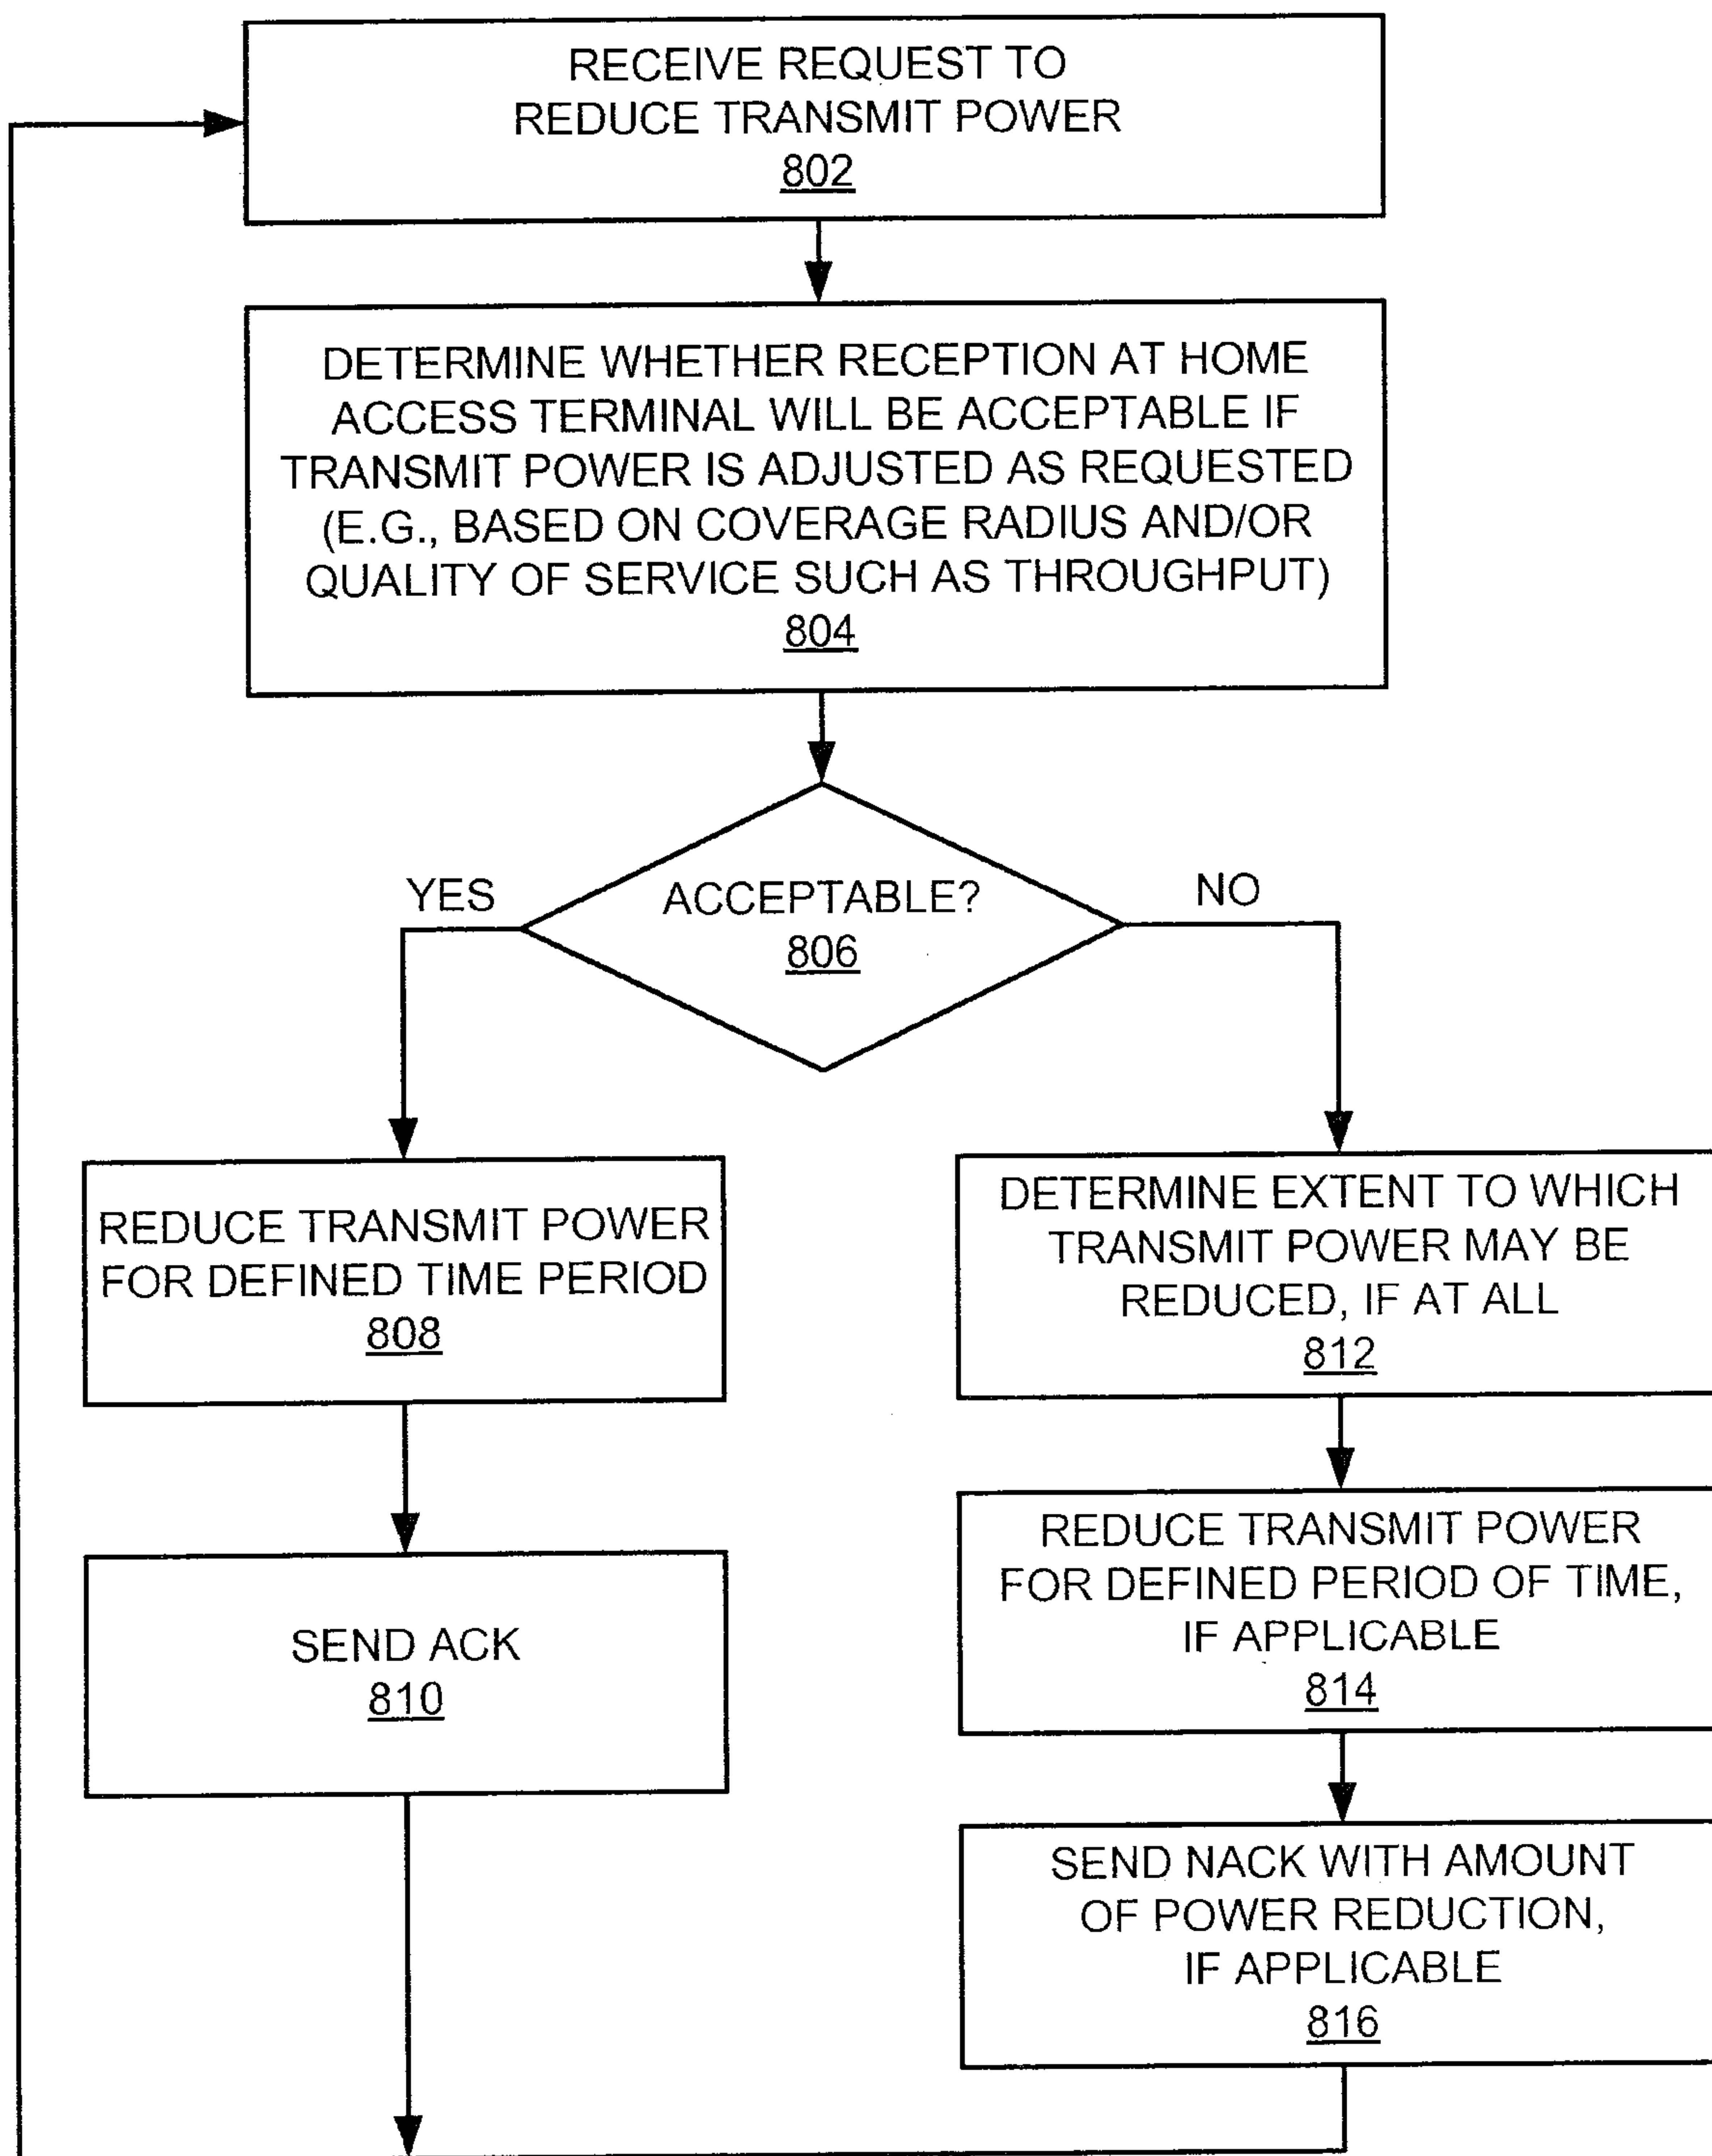 RECEIVE REQUEST TO
REDUCE TRANSMIT POWER
802
DETERMINE WHETHER RECEPTION AT HOME
ACCESS TERMINAL WILL BE ACCEPTABLE IF
TRANSMIT POWER IS ADJUSTED AS REQUESTED
(E.G., BASED ON COVERAGE RADIUS AND/OR
QUALITY OF SERVICE SUCH AS THROUGHPUT)
804
YES
ACCEPTABLE?
806
NO
REDUCE TRANSMIT POWER
FOR DEFINED TIME PERIOD
808
SEND ACK
810
DETERMINE EXTENT TO WHICH
TRANSMIT POWER MAY BE
REDUCED, IF AT ALL
812
REDUCE TRANSMIT POWER
FOR DEFINED PERIOD OF TIME,
IF APPLICABLE
814
SEND NACK WITH AMOUNT
OF POWER REDUCTION,
IF APPLICABLE
816